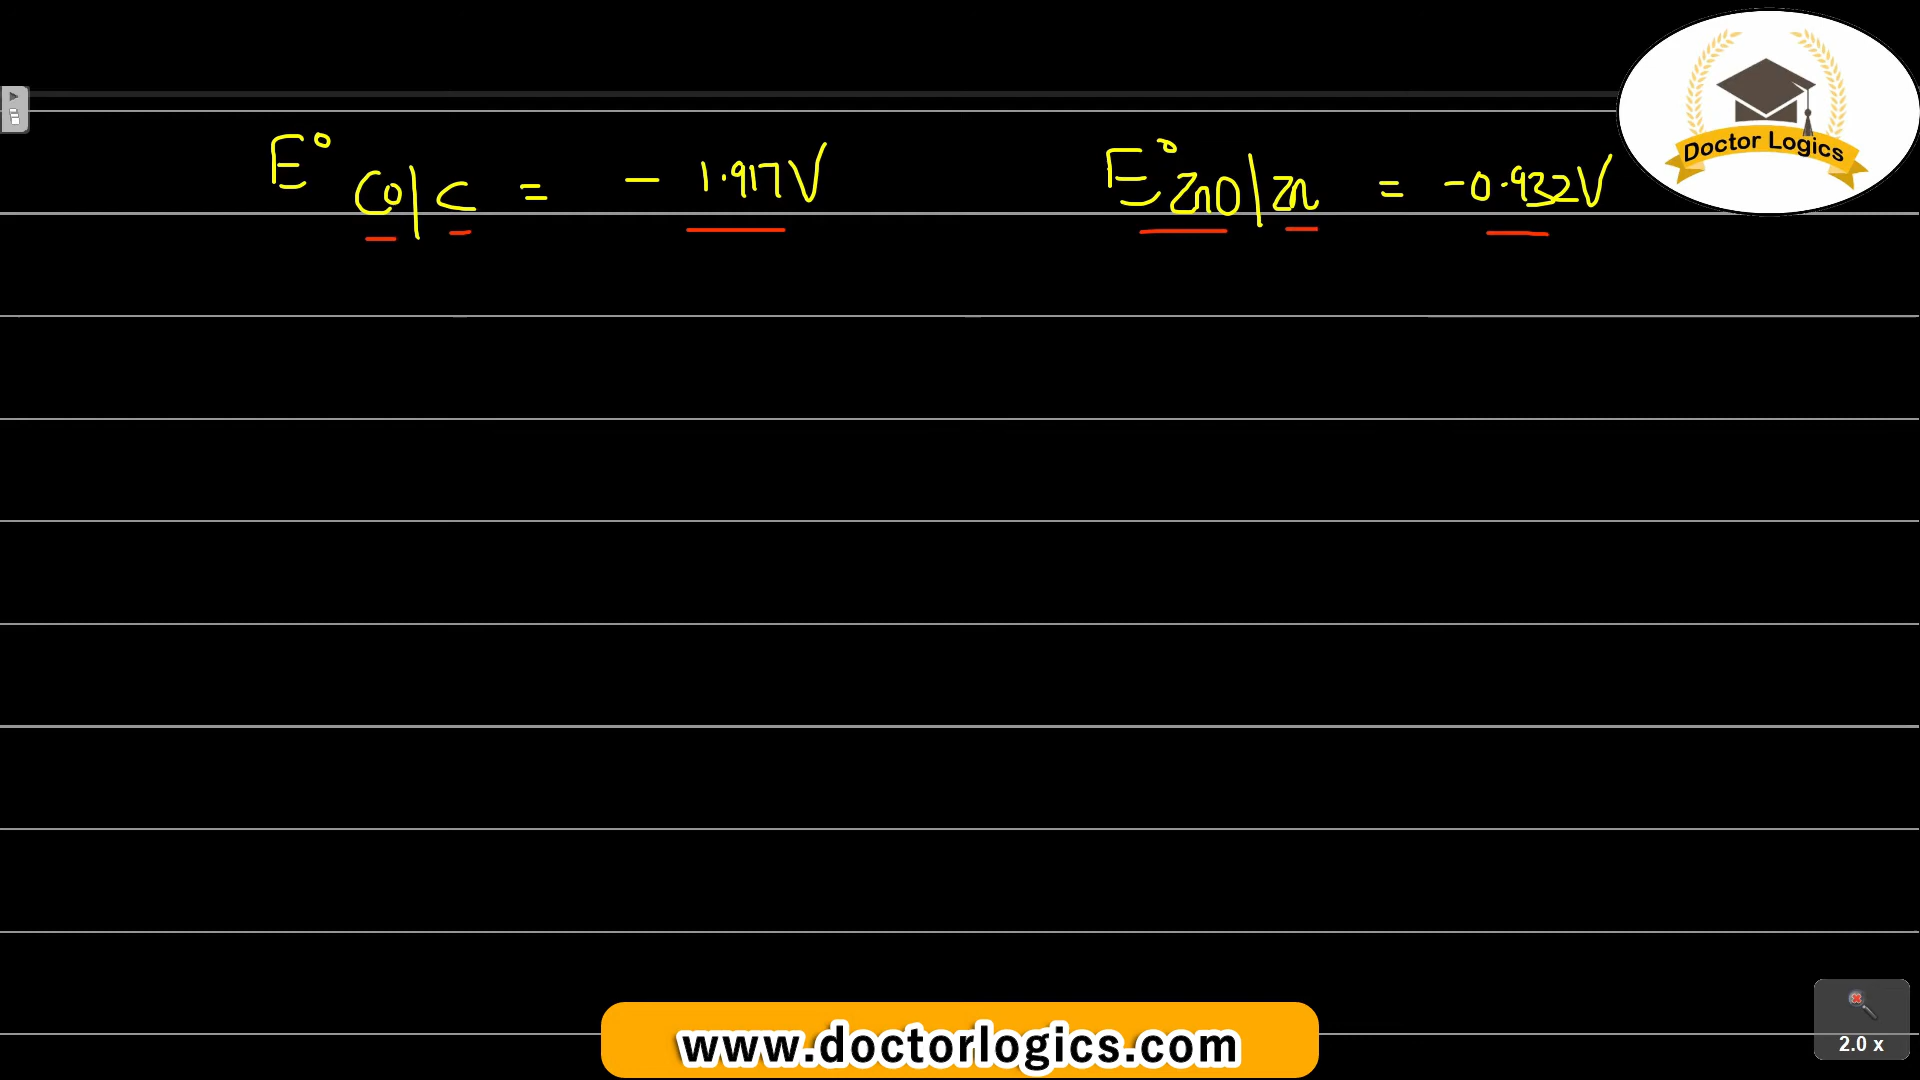 E° CO|C = - 1.917V
E° ZnO|Zn = -0.932V
Doctor Logics
www.doctorlogics.com
2.0 x